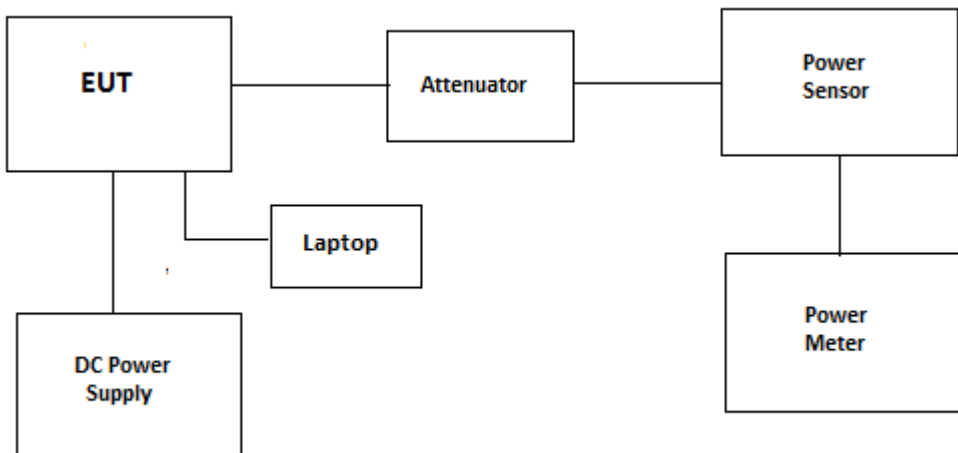 EUT
Attenuator
Power
Sensor
Laptop
DC Power
Supply
Power
Meter